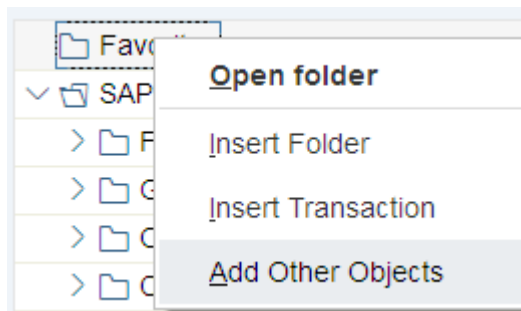 Favo
Open folder
SAP
F
Insert Folder
G
Insert Transaction
C
Add Other Objects
C